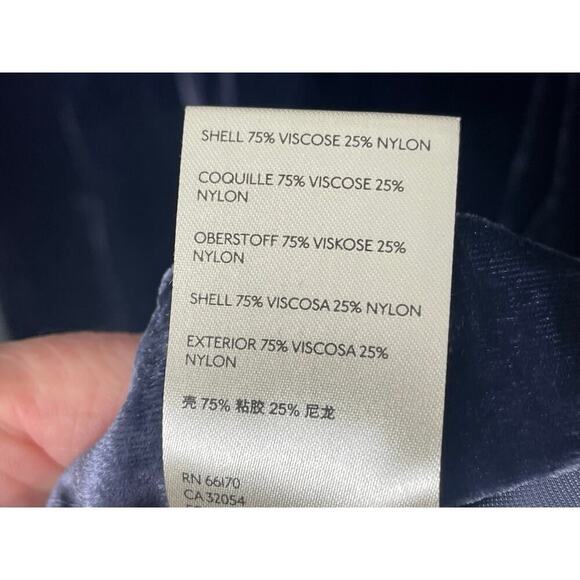 SHELL 75% VISCOSE 25% NYLON
COQUILLE 75% VISCOSE 25%
NYLON
OBERSTOFF 75% VISKOSE 25%
NYLON
SHELL 75% VISCOSA 25% NYLON
EXTERIOR 75% VISCOSA 25%
NYLON
壳 75% 粘胶 25% 尼龙
RN 66170
CA 32054